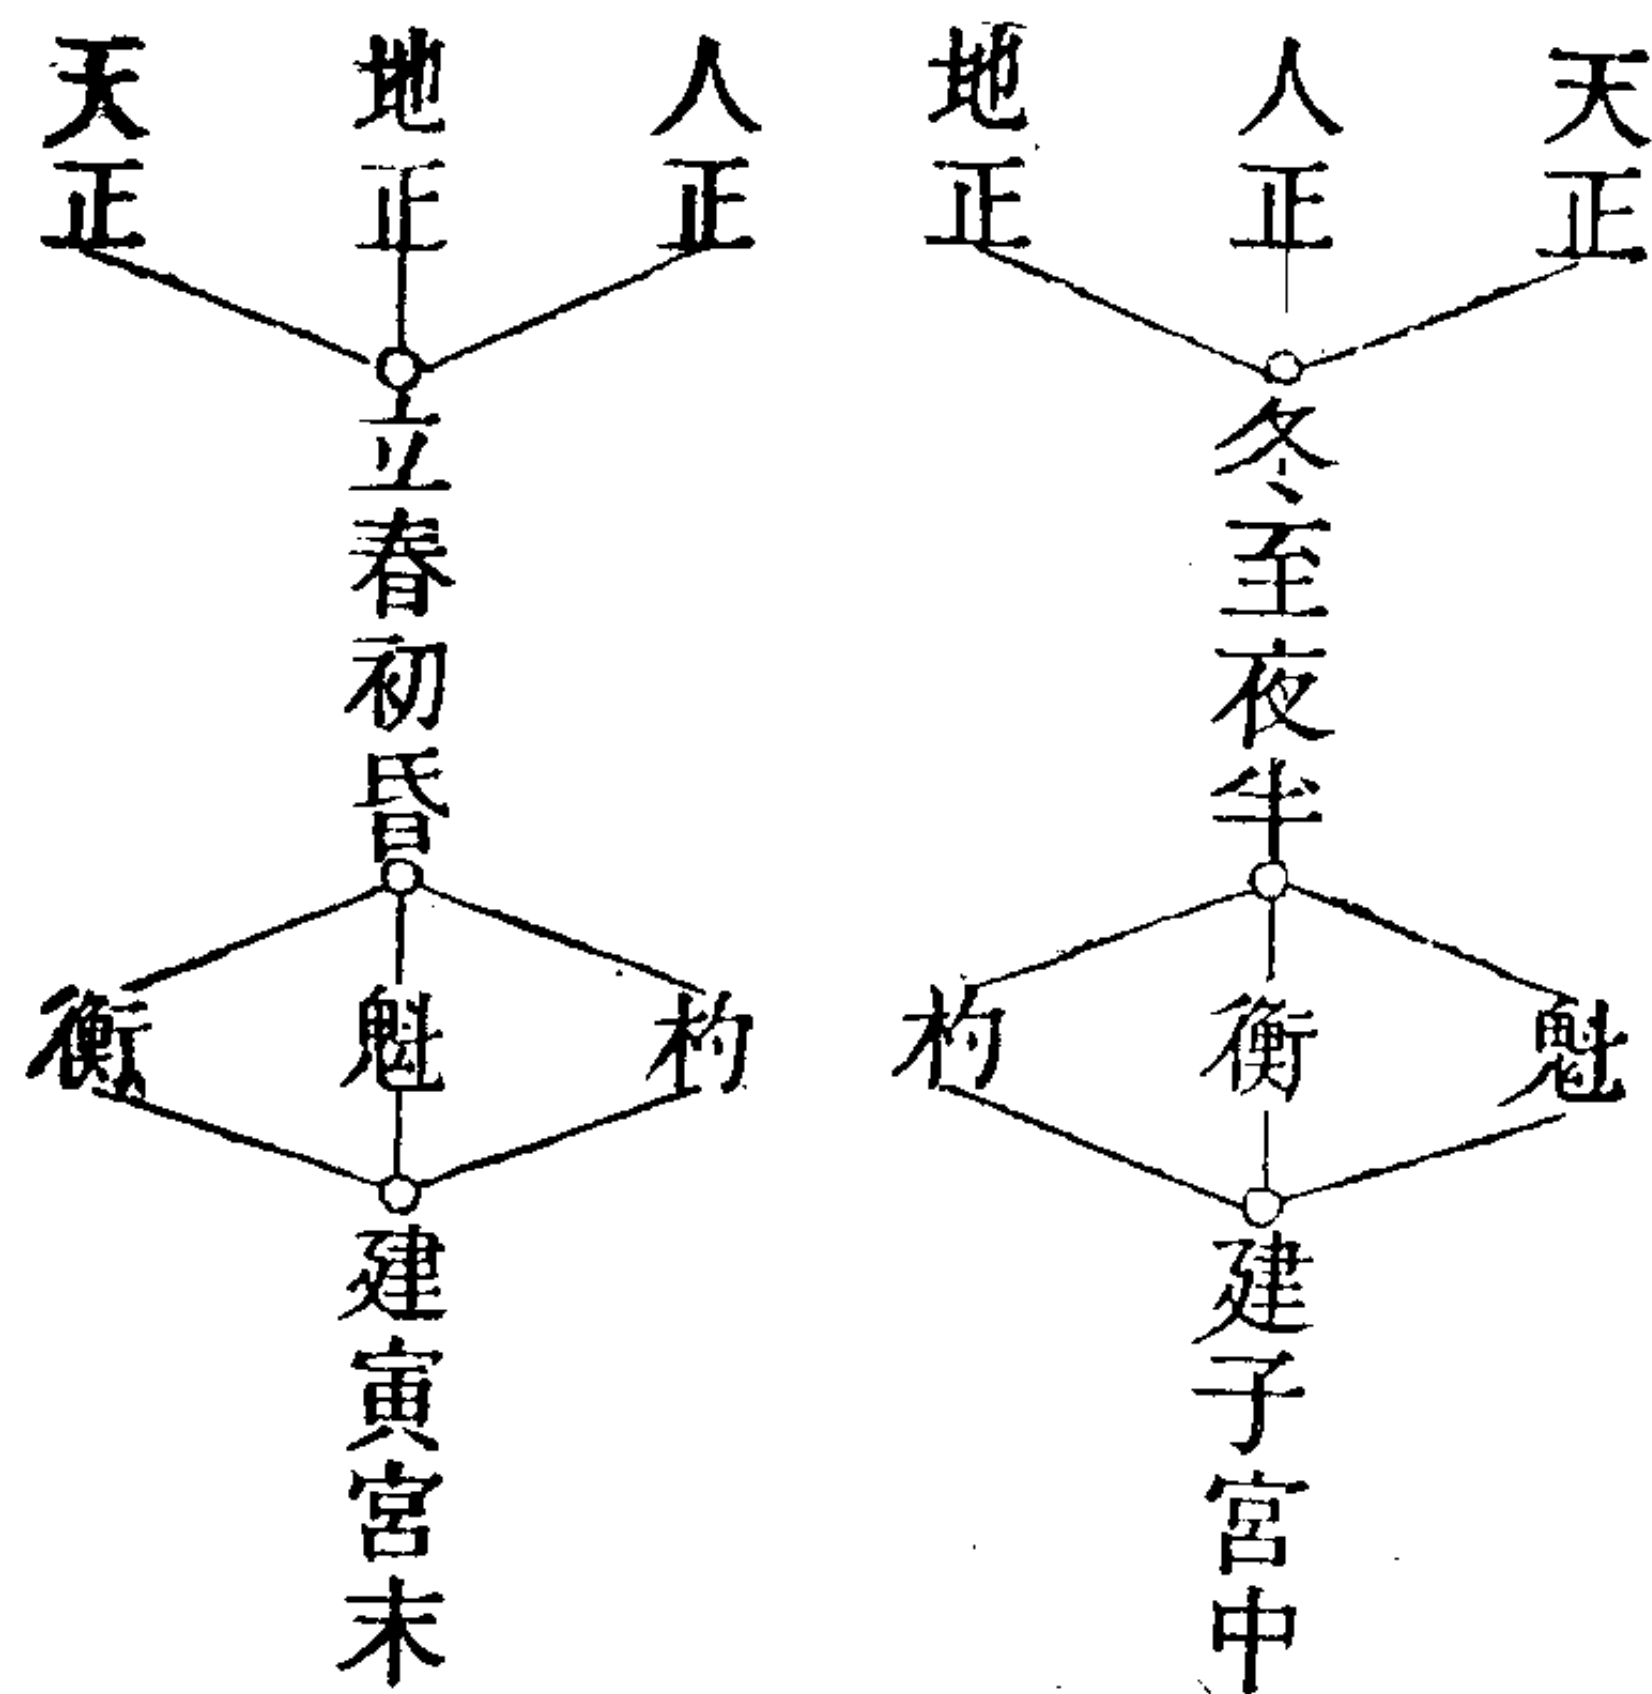 天正
人正
地正
冬至夜半
魁
衡
杓
建子宮中
人正
地正
天正
立春初昏
杓
魁
衡
建寅宮末